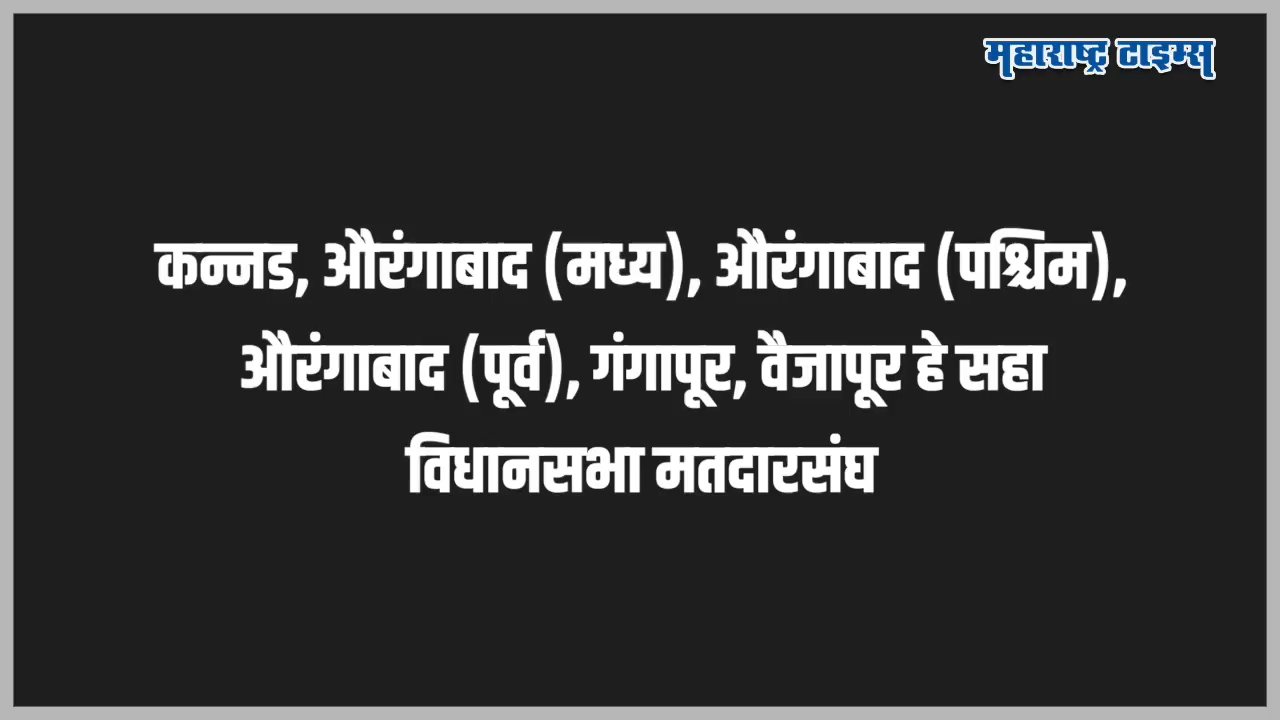 महाराष्ट्र टाइम्स
कन्नड, औरंगाबाद (मध्य), औरंगाबाद (पश्चिम),
औरंगाबाद (पूर्व), गंगापूर, वैजापूर हे सहा
विधानसभा मतदारसंघ